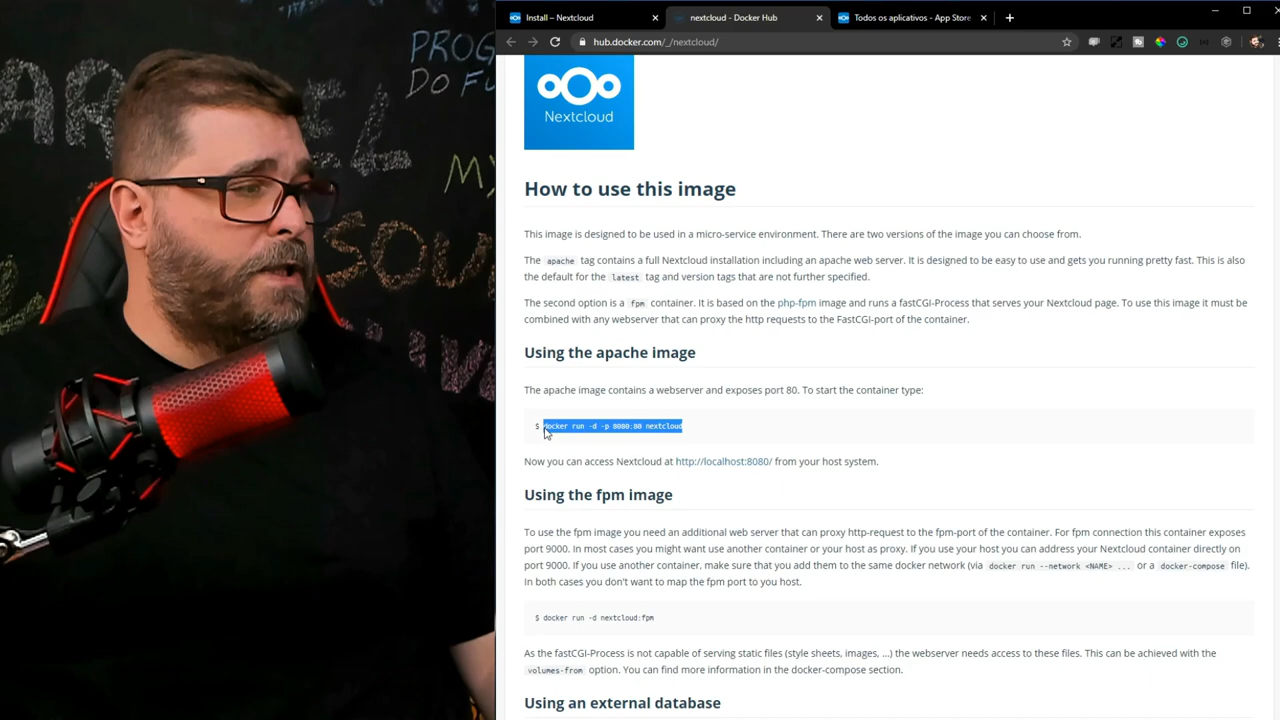 Install – Nextcloud
nextcloud - Docker Hub
Todos os aplicativos - App Store
hub.docker.com/_/nextcloud/
Nextcloud
How to use this image
This image is designed to be used in a micro-service environment. There are two versions of the image you can choose from.
The apache tag contains a full Nextcloud installation including an apache web server. It is designed to be easy to use and gets you running pretty fast. This is also
the default for the latest tag and version tags that are not further specified.
The second option is a fpm container. It is based on the php-fpm image and runs a fastCGI-Process that serves your Nextcloud page. To use this image it must be
combined with any webserver that can proxy the http requests to the FastCGI-port of the container.
Using the apache image
The apache image contains a webserver and exposes port 80. To start the container type:
$ docker run -d -p 8080:80 nextcloud
Now you can access Nextcloud at http://localhost:8080/ from your host system.
Using the fpm image
To use the fpm image you need an additional web server that can proxy http-request to the fpm-port of the container. For fpm connection this container exposes
port 9000. In most cases you might want use another container or your host as proxy. If you use your host you can address your Nextcloud container directly on
port 9000. If you use another container, make sure that you add them to the same docker network (via docker run --network <NAME> ... or a docker-compose file).
In both cases you don't want to map the fpm port to you host.
$ docker run -d nextcloud:fpm
As the fastCGI-Process is not capable of serving static files (style sheets, images, ...) the webserver needs access to these files. This can be achieved with the
volumes-from option. You can find more information in the docker-compose section.
Using an external database